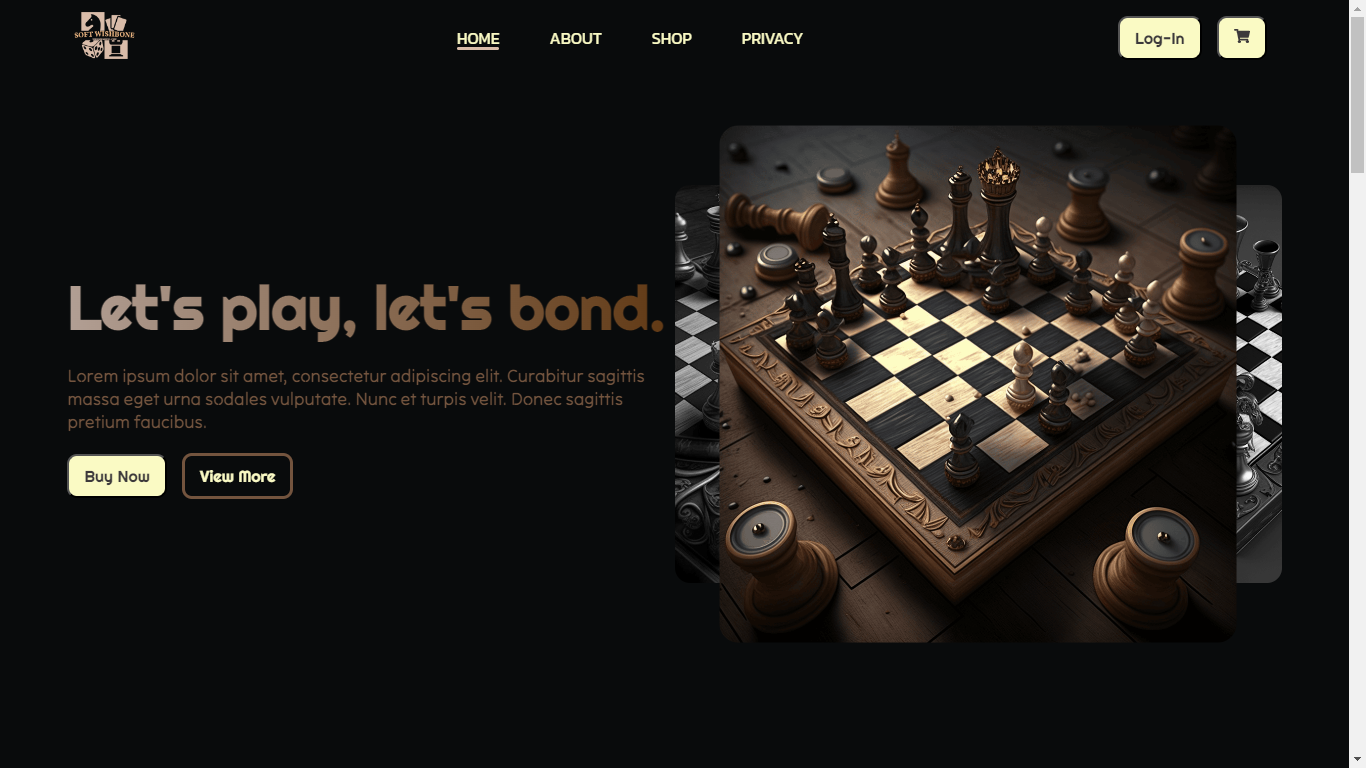 SOFT WISHBONE
HOME
ABOUT
SHOP
PRIVACY
Log-In
Let's play, let's bond.
Lorem ipsum dolor sit amet, consectetur adipiscing elit. Curabitur sagittis
massa eget urna sodales vulputate. Nunc et turpis velit. Donec sagittis
pretium faucibus.
Buy Now
View More